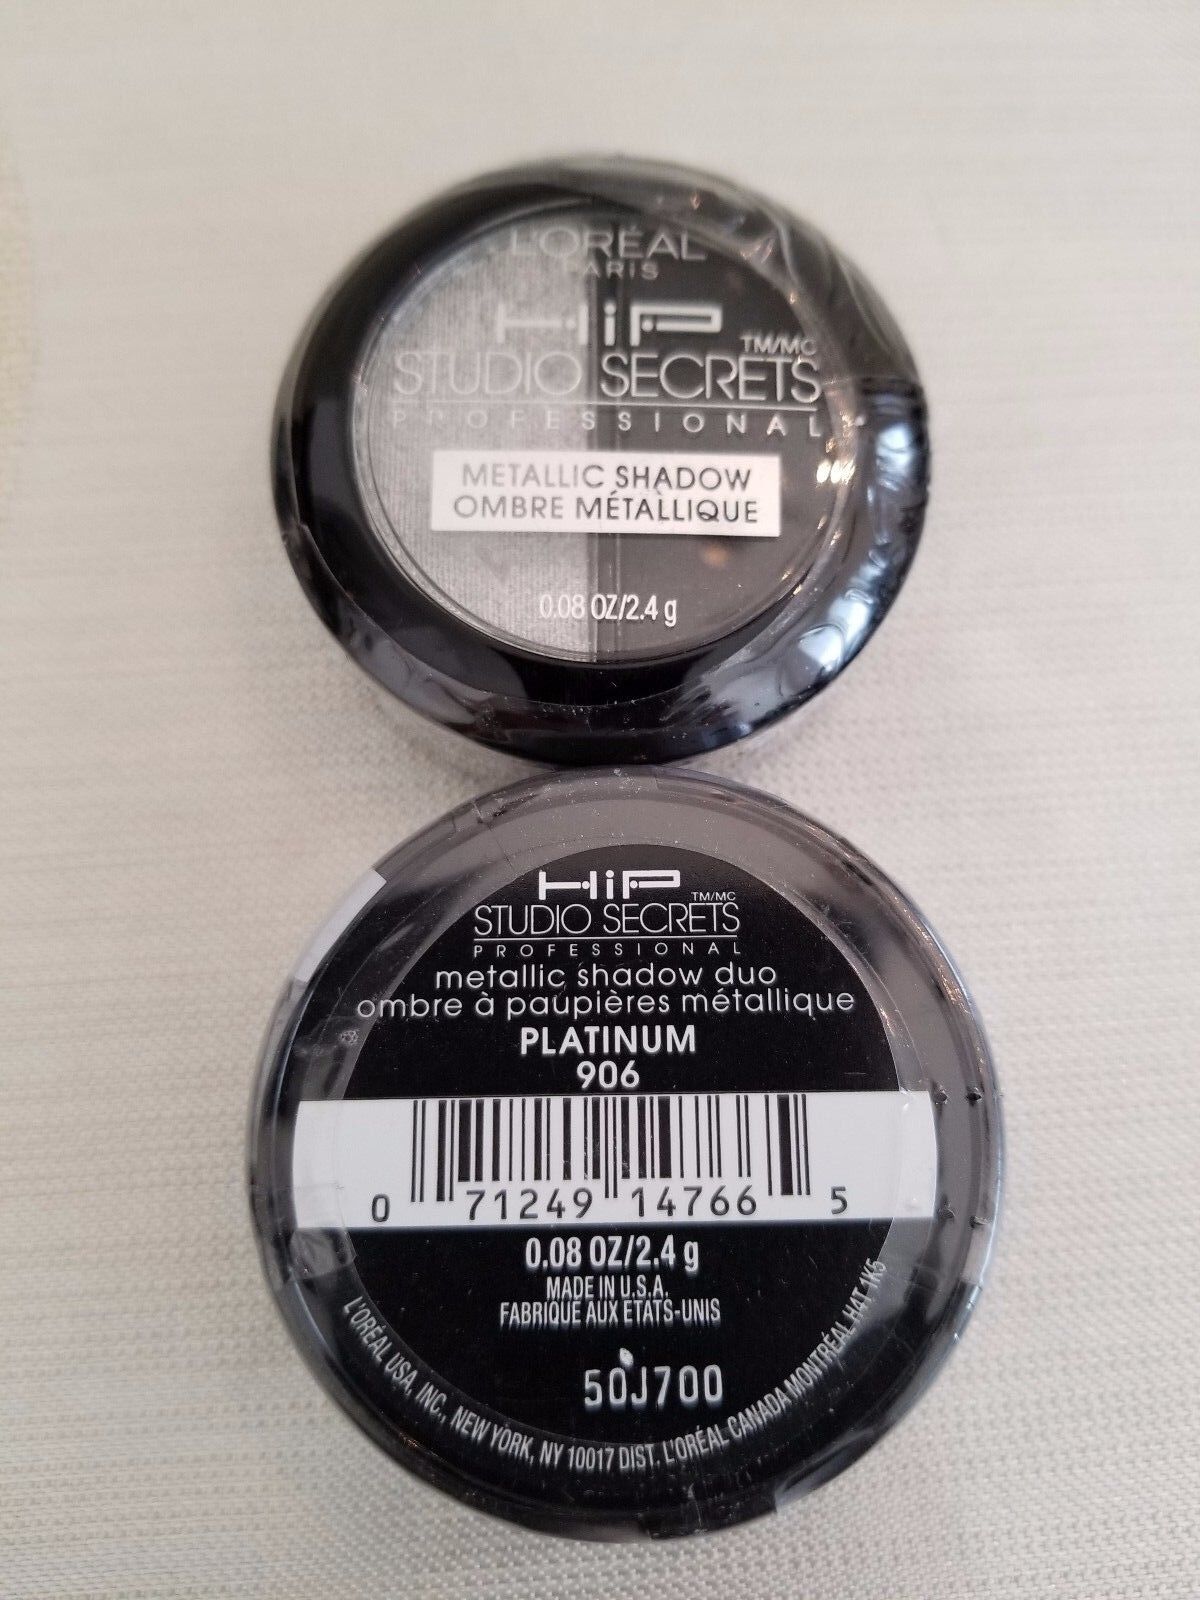 L'ORÉAL
PARIS
HiP
TM/MC
STUDIO SECRETS
PROFESSIONAL
METALLIC SHADOW
OMBRE MÉTALLIQUE
0.08 OZ/2.4 g
HiP
TM/MC
STUDIO SECRETS
PROFESSIONAL
metallic shadow duo
ombre à paupières métallique
PLATINUM
906
0 71249 14766 5
0.08 OZ/2.4 g
MADE IN U.S.A.
FABRIQUE AUX ETATS-UNIS
50J700
L'ORÉAL USA, INC., NEW YORK, NY 10017 DIST. L'ORÉAL CANADA MONTRÉAL H4T 1K5